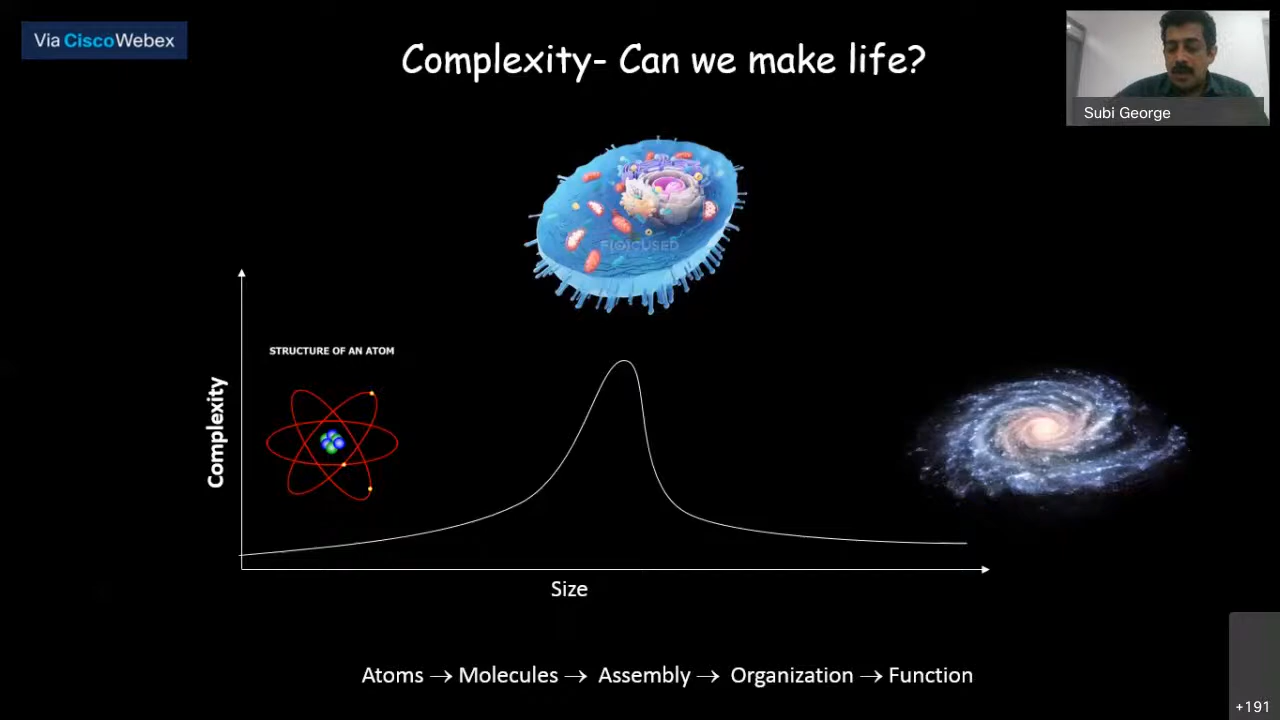 Via CiscoWebex
Complexity- Can we make life?
Subi George
FOCUSED
STRUCTURE OF AN ATOM
Complexity
Size
Atoms → Molecules → Assembly → Organization → Function
+191